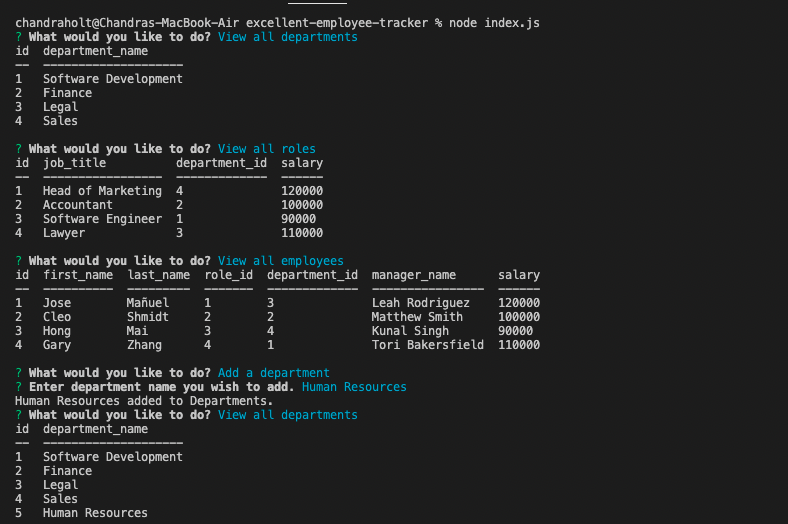 chandraholt@Chandras-MacBook-Air excellent-employee-tracker % node index.js
? What would you like to do? View all departments
id  department_name
──  ────────────────────
1   Software Development
2   Finance
3   Legal
4   Sales
? What would you like to do? View all roles
id  job_title          department_id  salary
──  ─────────────────  ─────────────  ──────
1   Head of Marketing  4              120000
2   Accountant         2              100000
3   Software Engineer  1              90000
4   Lawyer             3              110000
? What would you like to do? View all employees
id  first_name  last_name  role_id  department_id  manager_name      salary
──  ──────────  ─────────  ───────  ─────────────  ────────────────  ──────
1   Jose        Mañuel     1        3              Leah Rodriguez    120000
2   Cleo        Shmidt     2        2              Matthew Smith     100000
3   Hong        Mai        3        4              Kunal Singh       90000
4   Gary        Zhang      4        1              Tori Bakersfield  110000
? What would you like to do? Add a department
? Enter department name you wish to add. Human Resources
Human Resources added to Departments.
? What would you like to do? View all departments
id  department_name
──  ────────────────────
1   Software Development
2   Finance
3   Legal
4   Sales
5   Human Resources